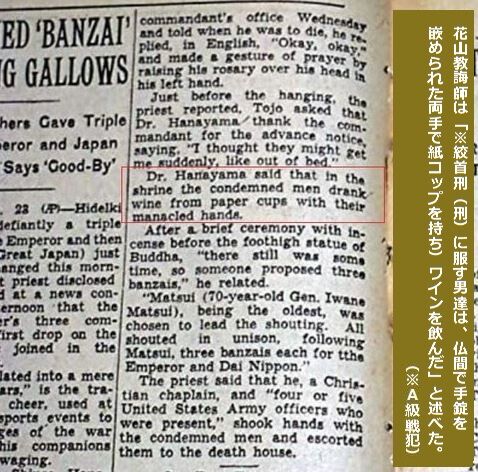 ED 'BANZAI'
G GALLOWS
hers Gave Triple
eror and Japan
Says 'Good-By'
23 (AP)—Hideki
defiantly a triple
Emperor and then
Great Japan) just
anged this morn-
t priest disclosed
d at a news con-
ternoon that the
er's three com-
first drop on the
joined in the
lated into a mere
ars," is the tra-
cheer, used at
sports events to
ges of the war
his companions
waging.
commandant's office Wednesday
and told when he was to die, he re-
plied, in English, "Okay, okay,"
and made a gesture of prayer by
raising his rosary over his head in
his left hand.
Just before the hanging, the
priest reported, Tojo asked that
Dr. Hanayama thank the com-
mandant for the advance notice,
saying, "I thought they might get
me suddenly, like out of bed."
Dr. Hanayama said that in the
shrine the condemned men drank
wine from paper cups with their
manacled hands.
After a brief ceremony with in-
cense before the foothigh statue of
Buddha, "there still was some
time, so someone proposed three
banzais," he related.
"Matsui (70-year-old Gen. Iwane
Matsui), being the oldest, was
chosen to lead the shouting. All
shouted in unison, following
Matsui, three banzais each for the
Emperor and Dai Nippon."
The priest said that he, a Chris-
tian chaplain, and "four or five
United States Army officers who
were present," shook hands with
the condemned men and escorted
them to the death house.
花山教誨師は「※絞首刑（刑）に服す男達は、仏間で手錠を
嵌められた両手で紙コップを持ち）ワインを飲んだ」と述べた。
（※Ａ級戦犯）